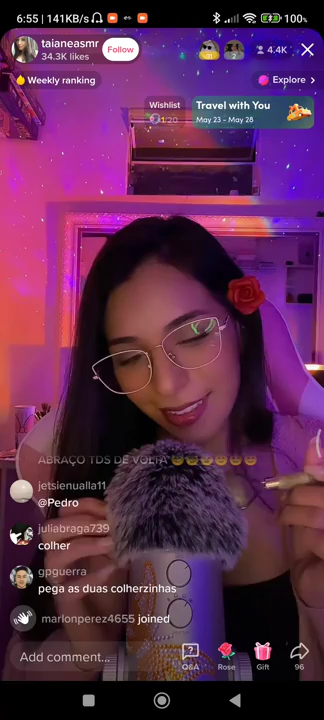 6:55 | 141KB/s
100%
taianeasmr
34.3K likes
Follow
4.4K
Weekly ranking
Explore >
Wishlist
1/20
Travel with You
May 23 - May 28
ABRAÇO TDS DE VOLTA
jetsienualla11
@Pedro
juliabraga739
colher
gpguerra
pega as duas colherzinhas
marlonperez4655 joined
Add comment...
Q&A
Rose
Gift
96